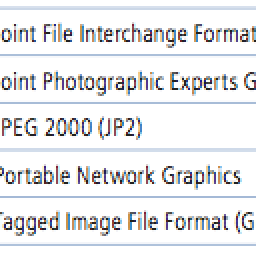 oint File Interchange Format
oint Photographic Experts G
PEG 2000 (JP2)
Portable Network Graphics
Tagged Image File Format (G